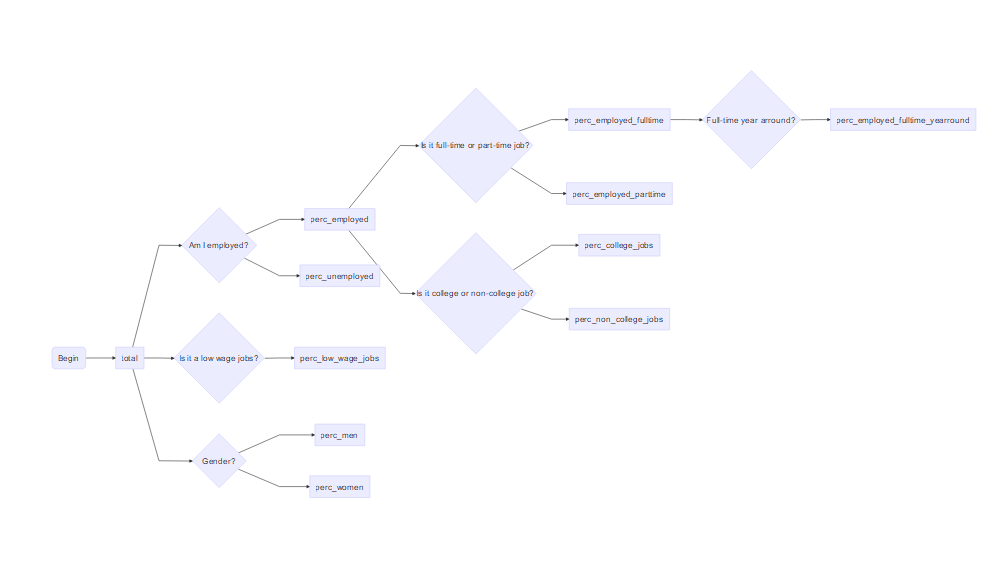 Begin
total
Am I employed?
Is it a low wage jobs?
Gender?
perc_employed
perc_unemployed
perc_low_wage_jobs
perc_men
perc_women
Is it full-time or part-time job?
Is it college or non-college job?
perc_employed_fulltime
perc_employed_parttime
perc_college_jobs
perc_non_college_jobs
Full-time year arround?
perc_employed_fulltime_yearround